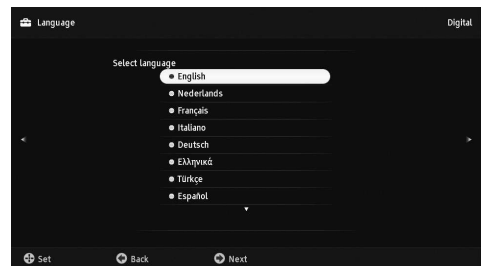 Language
Digital
Select language
English
Nederlands
Français
Italiano
Deutsch
Ελληνικά
Türkçe
Español
Set
Back
Next